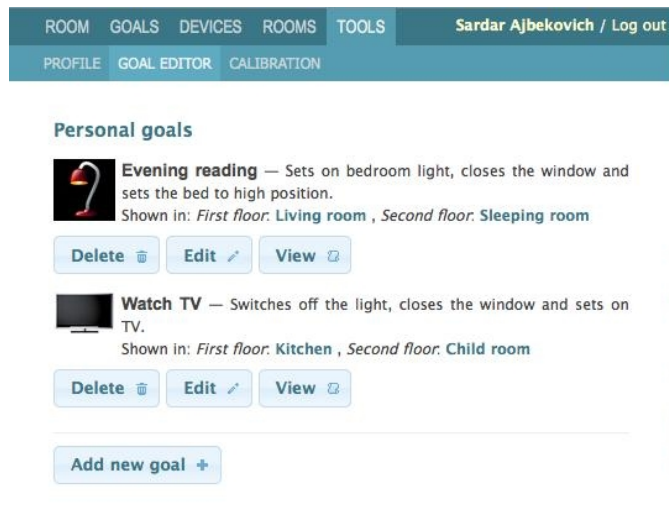 ROOM GOALS DEVICES ROOMS TOOLS Sardar Ajbekovich / Log out
PROFILE GOAL EDITOR CALIBRATION
Personal goals
Evening reading — Sets on bedroom light, closes the window and
sets the bed to high position.
Shown in: First floor: Living room , Second floor: Sleeping room
Delete Edit View
Watch TV — Switches off the light, closes the window and sets on
TV.
Shown in: First floor: Kitchen , Second floor: Child room
Delete Edit View
Add new goal +